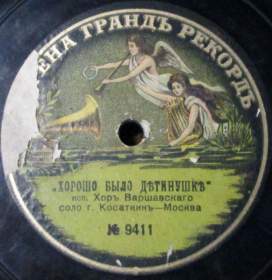 ЕНА ГРАНДЪ РЕКОРДЪ
„ХОРОШО БЫЛО ДѢТИНУШКѢ"
исп. Хоръ Варшавскаго
соло г. Косаткинъ—Москва
№ 9411